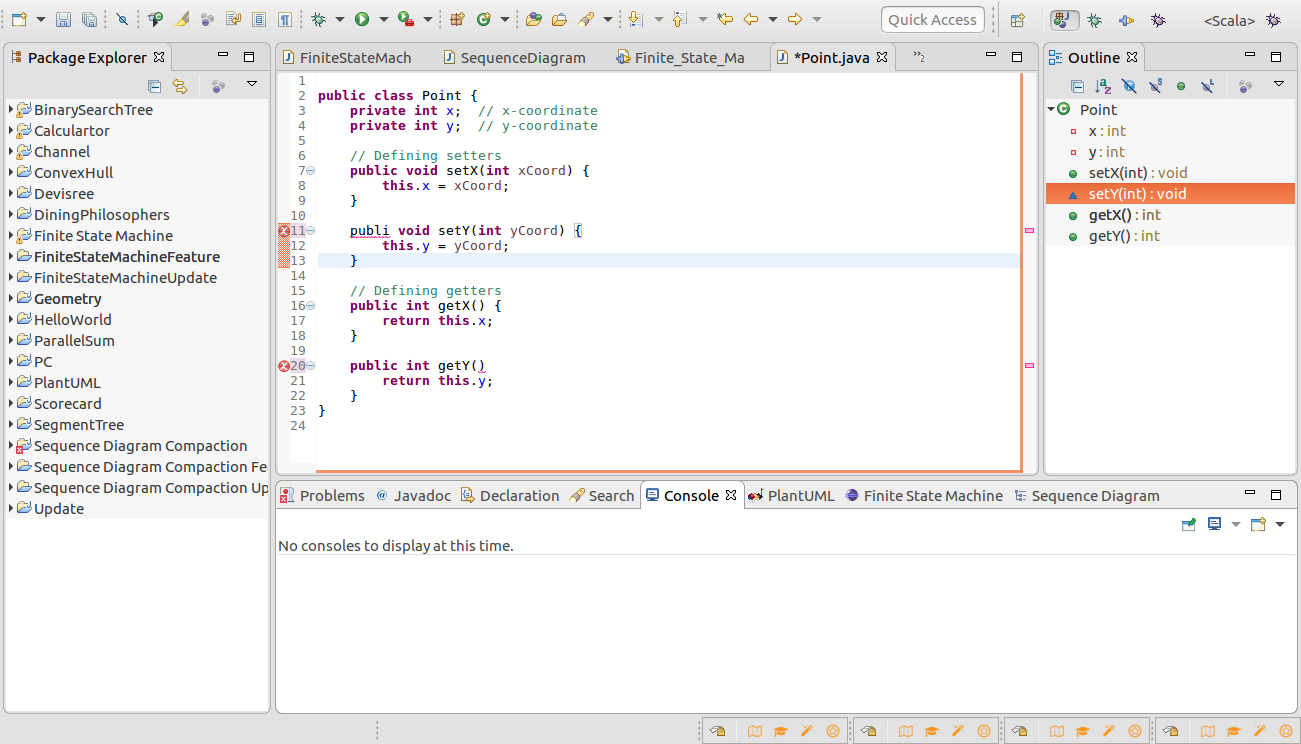 Quick Access
<Scala>
Package Explorer
BinarySearchTree
Calculartor
Channel
ConvexHull
Devisree
DiningPhilosophers
Finite State Machine
FiniteStateMachineFeature
FiniteStateMachineUpdate
Geometry
HelloWorld
ParallelSum
PC
PlantUML
Scorecard
SegmentTree
Sequence Diagram Compaction
Sequence Diagram Compaction Fe
Sequence Diagram Compaction Up
Update
FiniteStateMach SequenceDiagram Finite_State_Ma *Point.java »2
1
2 public class Point {
3 private int x; // x-coordinate
4 private int y; // y-coordinate
5
6 // Defining setters
7 public void setX(int xCoord) {
8 this.x = xCoord;
9 }
10
11 publi void setY(int yCoord) {
12 this.y = yCoord;
13 }
14
15 // Defining getters
16 public int getX() {
17 return this.x;
18 }
19
20 public int getY()
21 return this.y;
22 }
23 }
24
Outline
Point
x : int
y : int
setX(int) : void
setY(int) : void
getX() : int
getY() : int
Problems @ Javadoc Declaration Search Console PlantUML Finite State Machine Sequence Diagram
No consoles to display at this time.